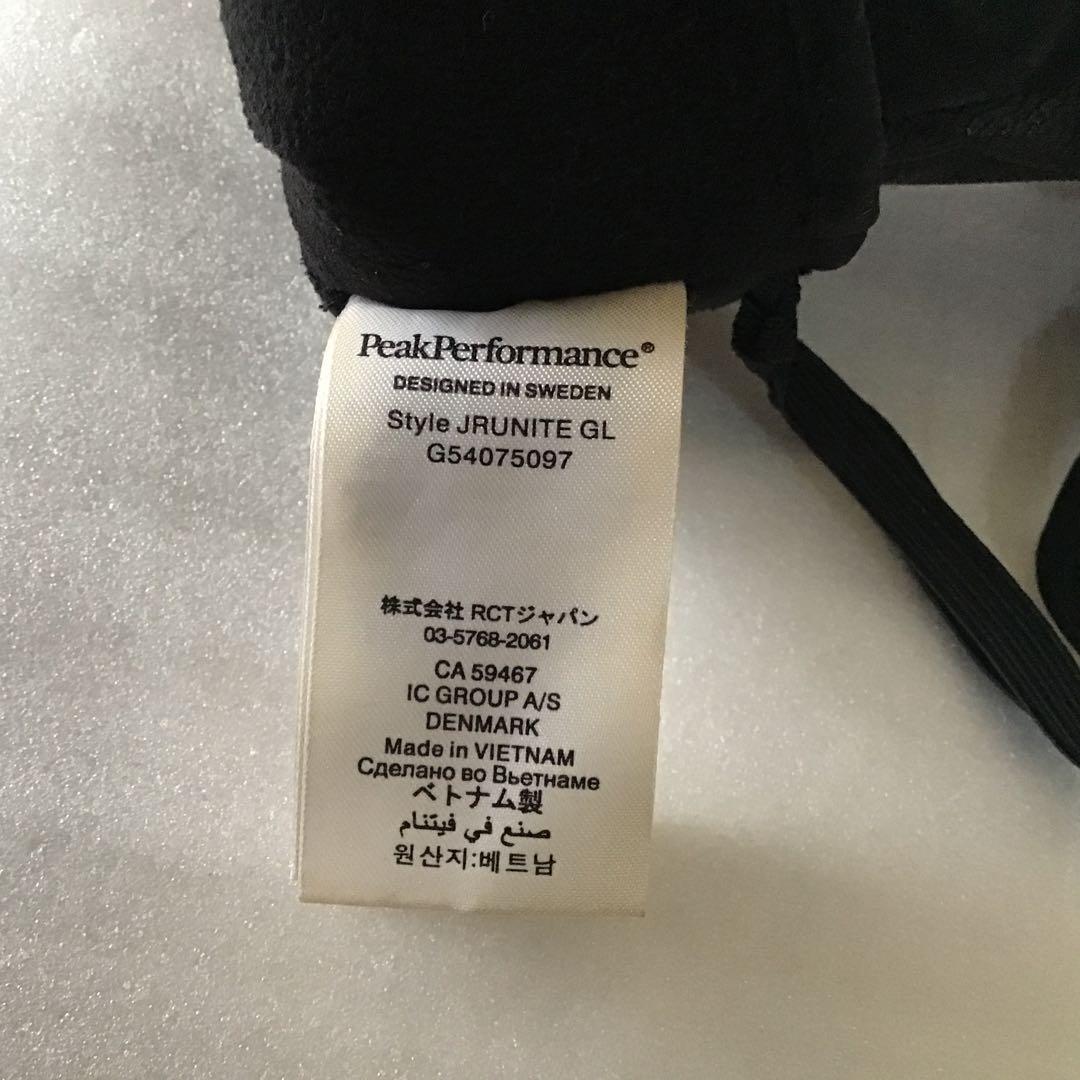 PeakPerformance®
DESIGNED IN SWEDEN
Style JRUNITE GL
G54075097
株式会社 RCTジャパン
03-5768-2061
CA 59467
IC GROUP A/S
DENMARK
Made in VIETNAM
Сделано во Вьетнаме
ベトナム製
صنع في فيتنام
원산지:베트남